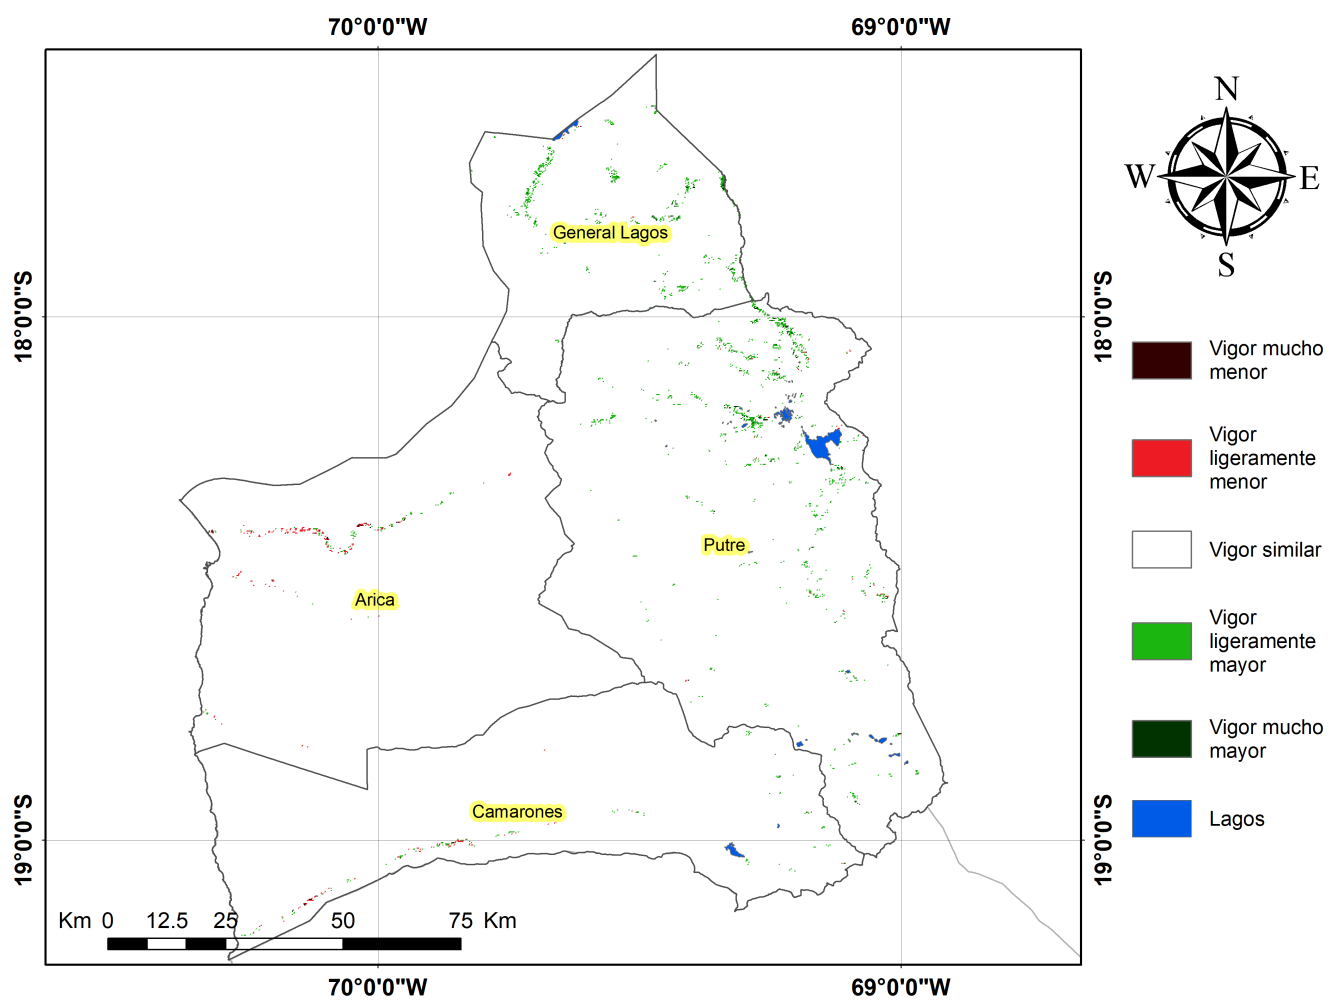 70°0'0"W
69°0'0"W
N
W
E
S
18°0'0"S
18°0'0"S
General Lagos
Putre
Arica
Camarones
Vigor mucho
menor
Vigor
ligeramente
menor
Vigor similar
Vigor
ligeramente
mayor
Vigor mucho
mayor
Lagos
19°0'0"S
19°0'0"S
Km 0 12.5 25 50 75 Km
70°0'0"W
69°0'0"W